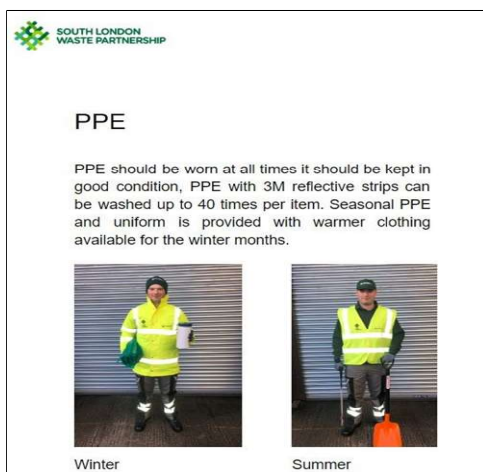 SOUTH LONDON
WASTE PARTNERSHIP
PPE
PPE should be worn at all times it should be kept in
good condition, PPE with 3M reflective strips can
be washed up to 40 times per item. Seasonal PPE
and uniform is provided with warmer clothing
available for the winter months.
Winter
Summer